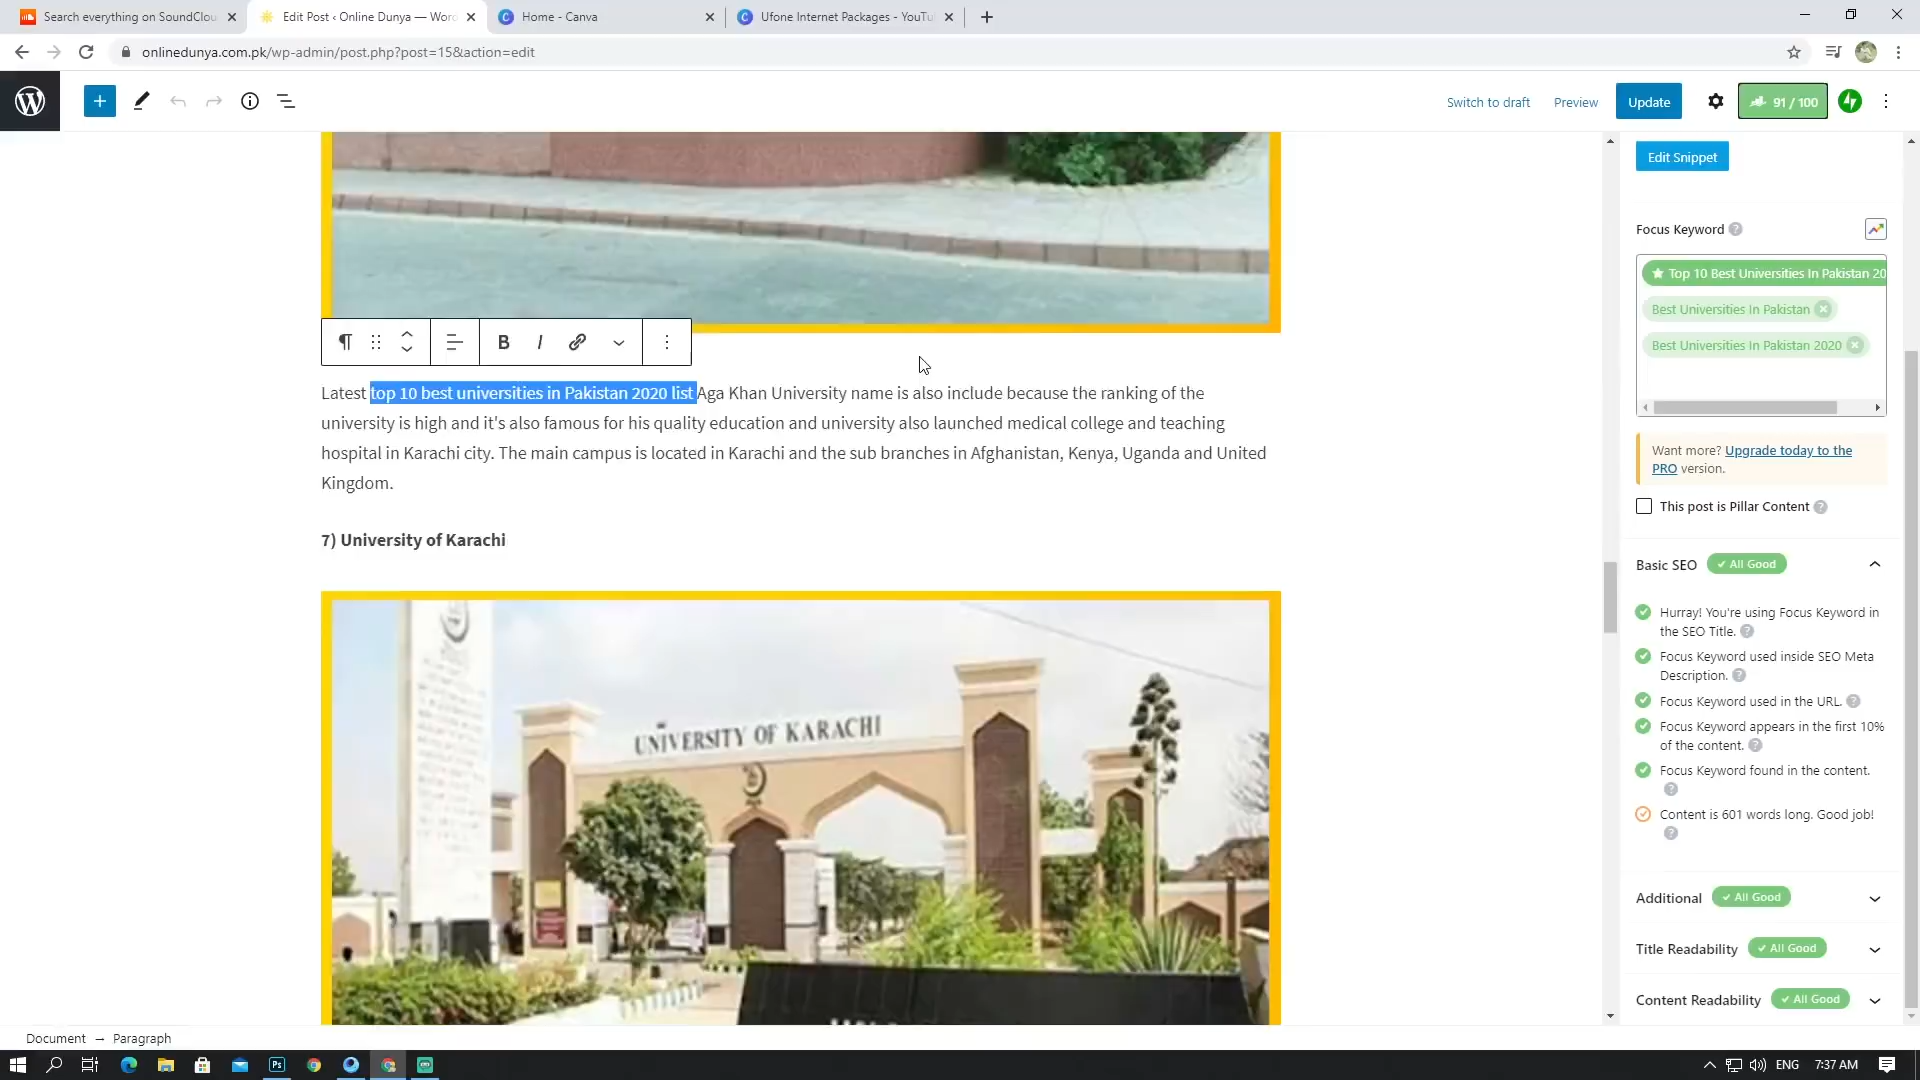 Search everything on SoundClou
Edit Post ‹ Online Dunya — Word
Home - Canva
Ufone Internet Packages - YouTu
onlinedunya.com.pk/wp-admin/post.php?post=15&action=edit
Switch to draft
Preview
Update
91 / 100
Edit Snippet
Focus Keyword
Top 10 Best Universities In Pakistan 20
Best Universities In Pakistan
Best Universities In Pakistan 2020
Want more? Upgrade today to the
PRO version.
This post is Pillar Content
Basic SEO
All Good
Hurray! You're using Focus Keyword in
the SEO Title.
Focus Keyword used inside SEO Meta
Description.
Focus Keyword used in the URL.
Focus Keyword appears in the first 10%
of the content.
Focus Keyword found in the content.
Content is 601 words long. Good job!
Additional
All Good
Title Readability
All Good
Content Readability
All Good
B I
Latest top 10 best universities in Pakistan 2020 list Aga Khan University name is also include because the ranking of the
university is high and it's also famous for his quality education and university also launched medical college and teaching
hospital in Karachi city. The main campus is located in Karachi and the sub branches in Afghanistan, Kenya, Uganda and United
Kingdom.
7) University of Karachi
UNIVERSITY OF KARACHI
Document → Paragraph
Ps
ENG
7:37 AM